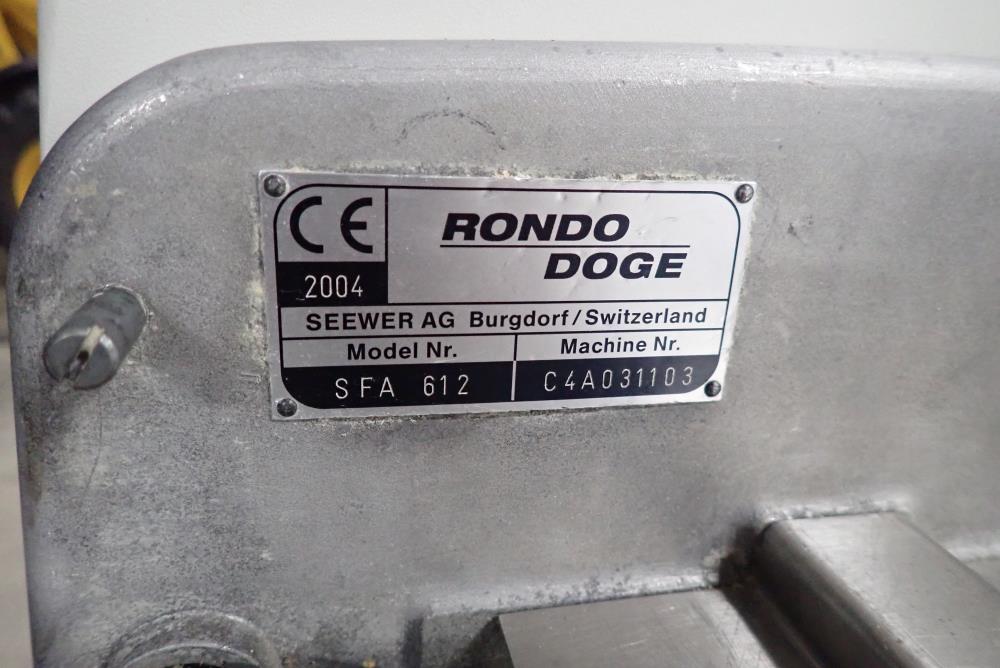 CE
2004
RONDO
DOGE
SEEWER AG Burgdorf/Switzerland
Model Nr. Machine Nr.
SFA 612 C4A031103